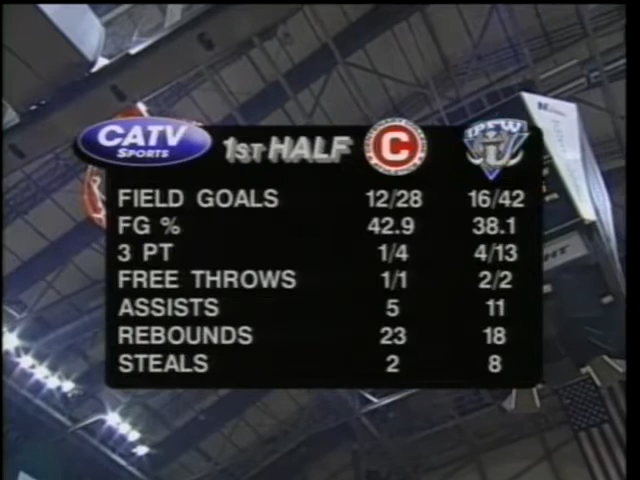 CATV SPORTS 1ST HALF C IPFW
FIELD GOALS 12/28 16/42
FG % 42.9 38.1
3 PT 1/4 4/13
FREE THROWS 1/1 2/2
ASSISTS 5 11
REBOUNDS 23 18
STEALS 2 8